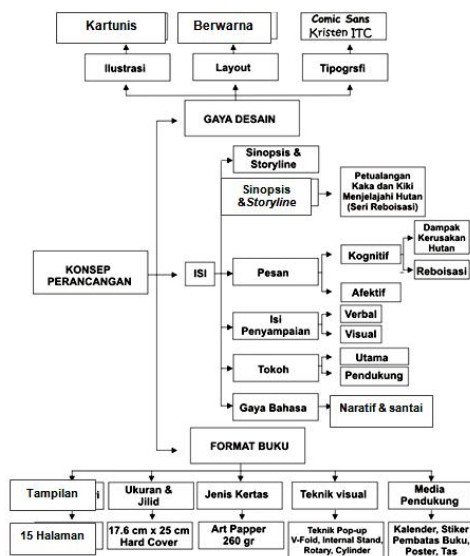 Kartunis
Berwarna
Comic Sans
Kristen ITC
Ilustrasi
Layout
Tipogrsfi
GAYA DESAIN
Sinopsis &
Storyline
Sinopsis
&Storyline
Petualangan
Kaka dan Kiki
Menjelajahi Hutan
(Seri Reboisasi)
KONSEP
PERANCANGAN
ISI
Pesan
Kognitif
Dampak
Kerusakan
Hutan
Reboisasi
Afektif
Isi
Penyampaian
Verbal
Visual
Tokoh
Utama
Pendukung
Gaya Bahasa
Naratif & santai
FORMAT BUKU
Tampilan
Ukuran &
Jilid
Jenis Kertas
Teknik visual
Media
Pendukung
15 Halaman
17.6 cm x 25 cm
Hard Cover
Art Papper
260 gr
Teknik Pop-up
V-Fold, Internal Stand,
Rotary, Cylinder
Kalender, Stiker
Pembatas Buku,
Poster, Tas